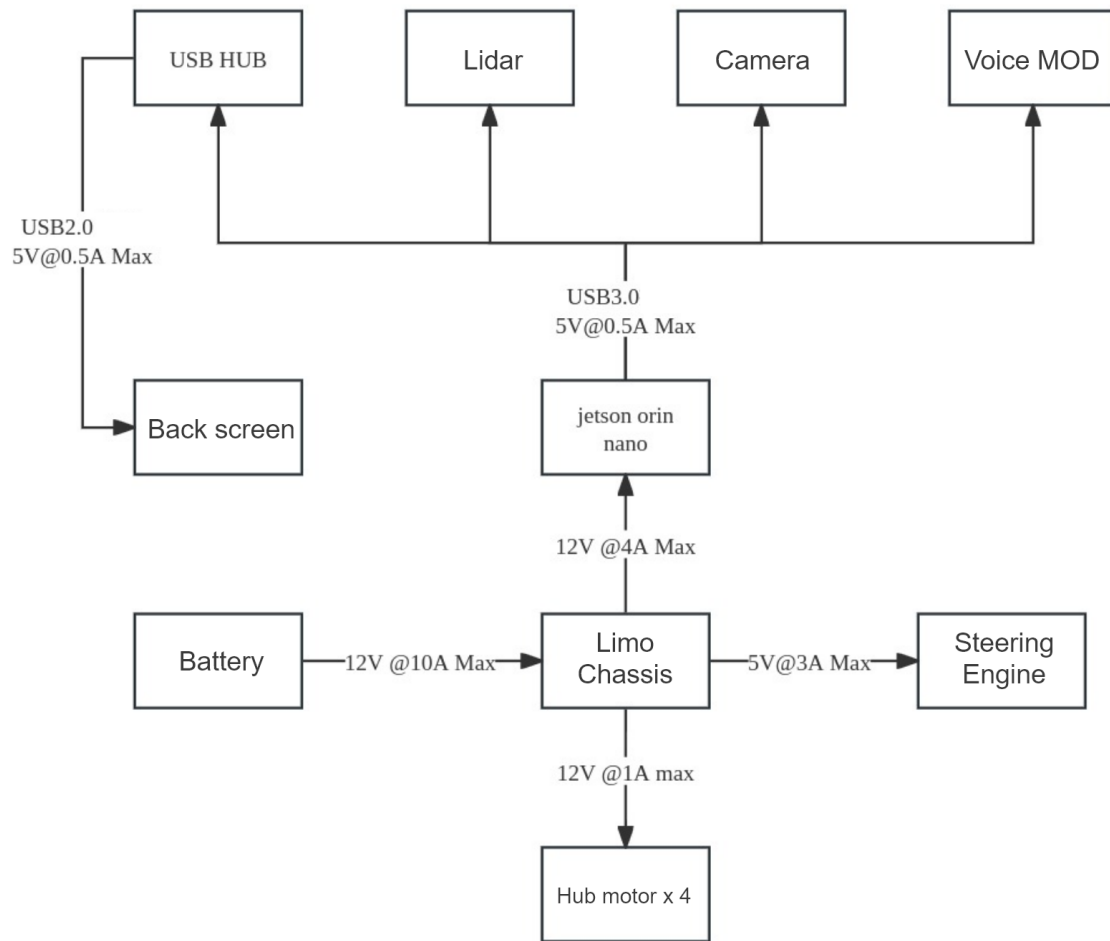 USB HUB
Lidar
Camera
Voice MOD
USB2.0
5V@0.5A Max
USB3.0
5V@0.5A Max
Back screen
jetson orin
nano
12V @4A Max
Battery
12V @10A Max
Limo
Chassis
5V@3A Max
Steering
Engine
12V @1A max
Hub motor x 4